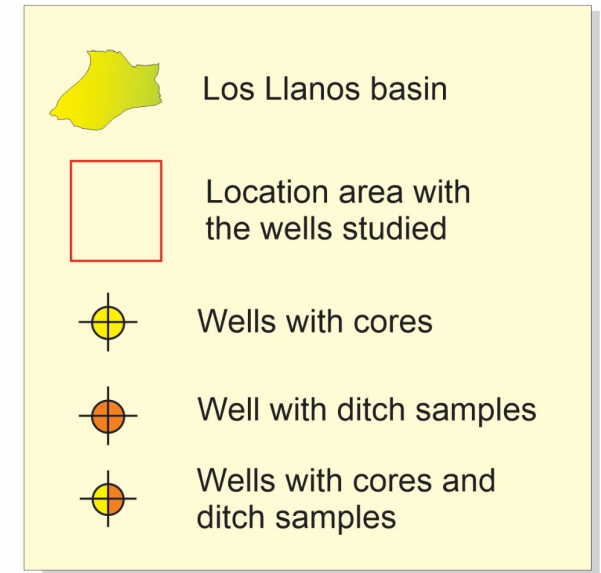 Los Llanos basin
Location area with
the wells studied
Wells with cores
Well with ditch samples
Wells with cores and
ditch samples